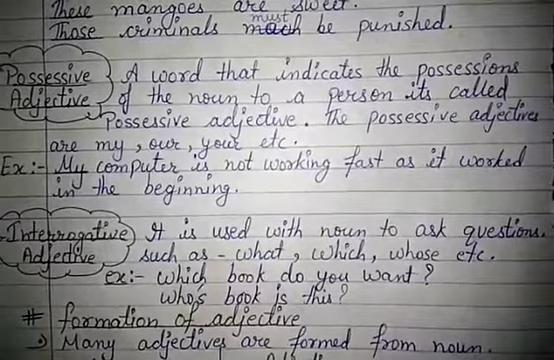 These mangoes are sweet.
must
Those criminals much be punished.
Possessive A word that indicates the possessions
Adjective of the noun to a person its called
Possessive adjective. The possessive adjectives
are my, our, your etc.
Ex:- My computer is not working fast as it worked
in the beginning.
Interrogative It is used with noun to ask questions.
Adjective such as - what, which, whose etc.
ex:- which book do you want?
who's book is this?
# formation of adjective
Many adjectives are formed from noun.